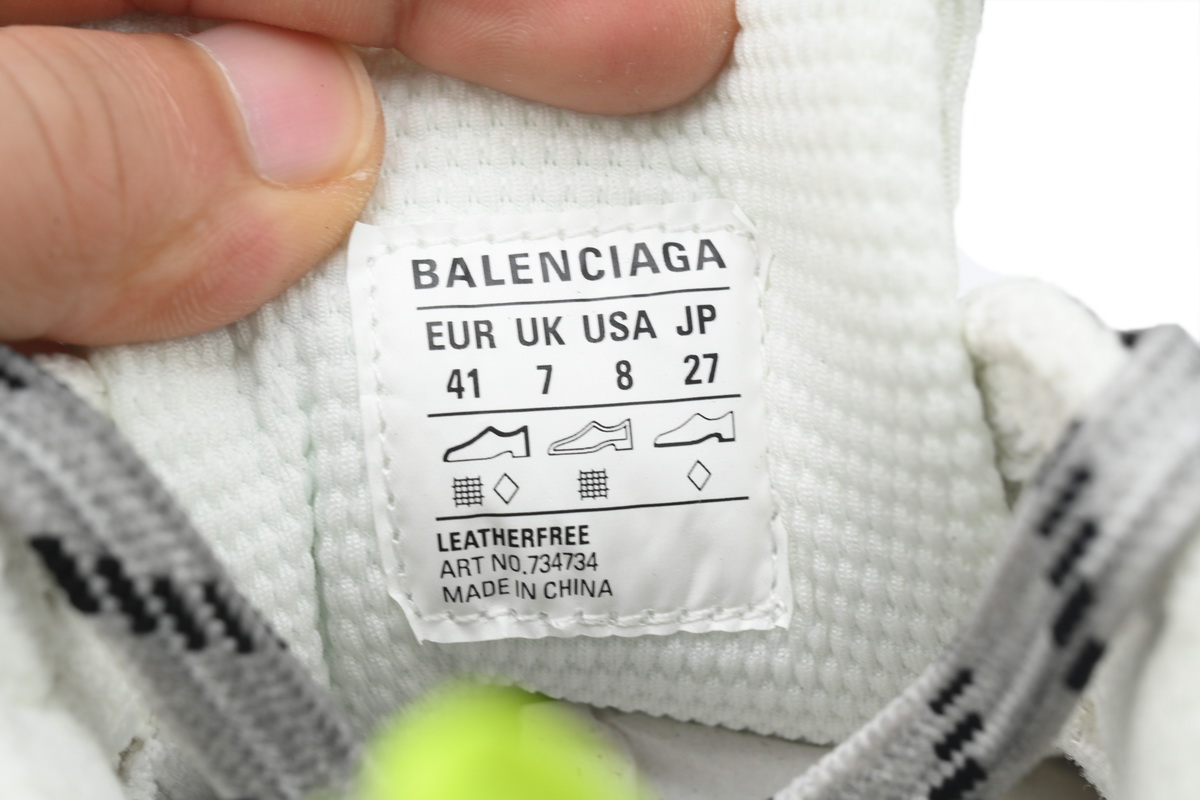 BALENCIAGA
EUR UK USA JP
41 7 8 27
LEATHERFREE
ART NO.734734
MADE IN CHINA